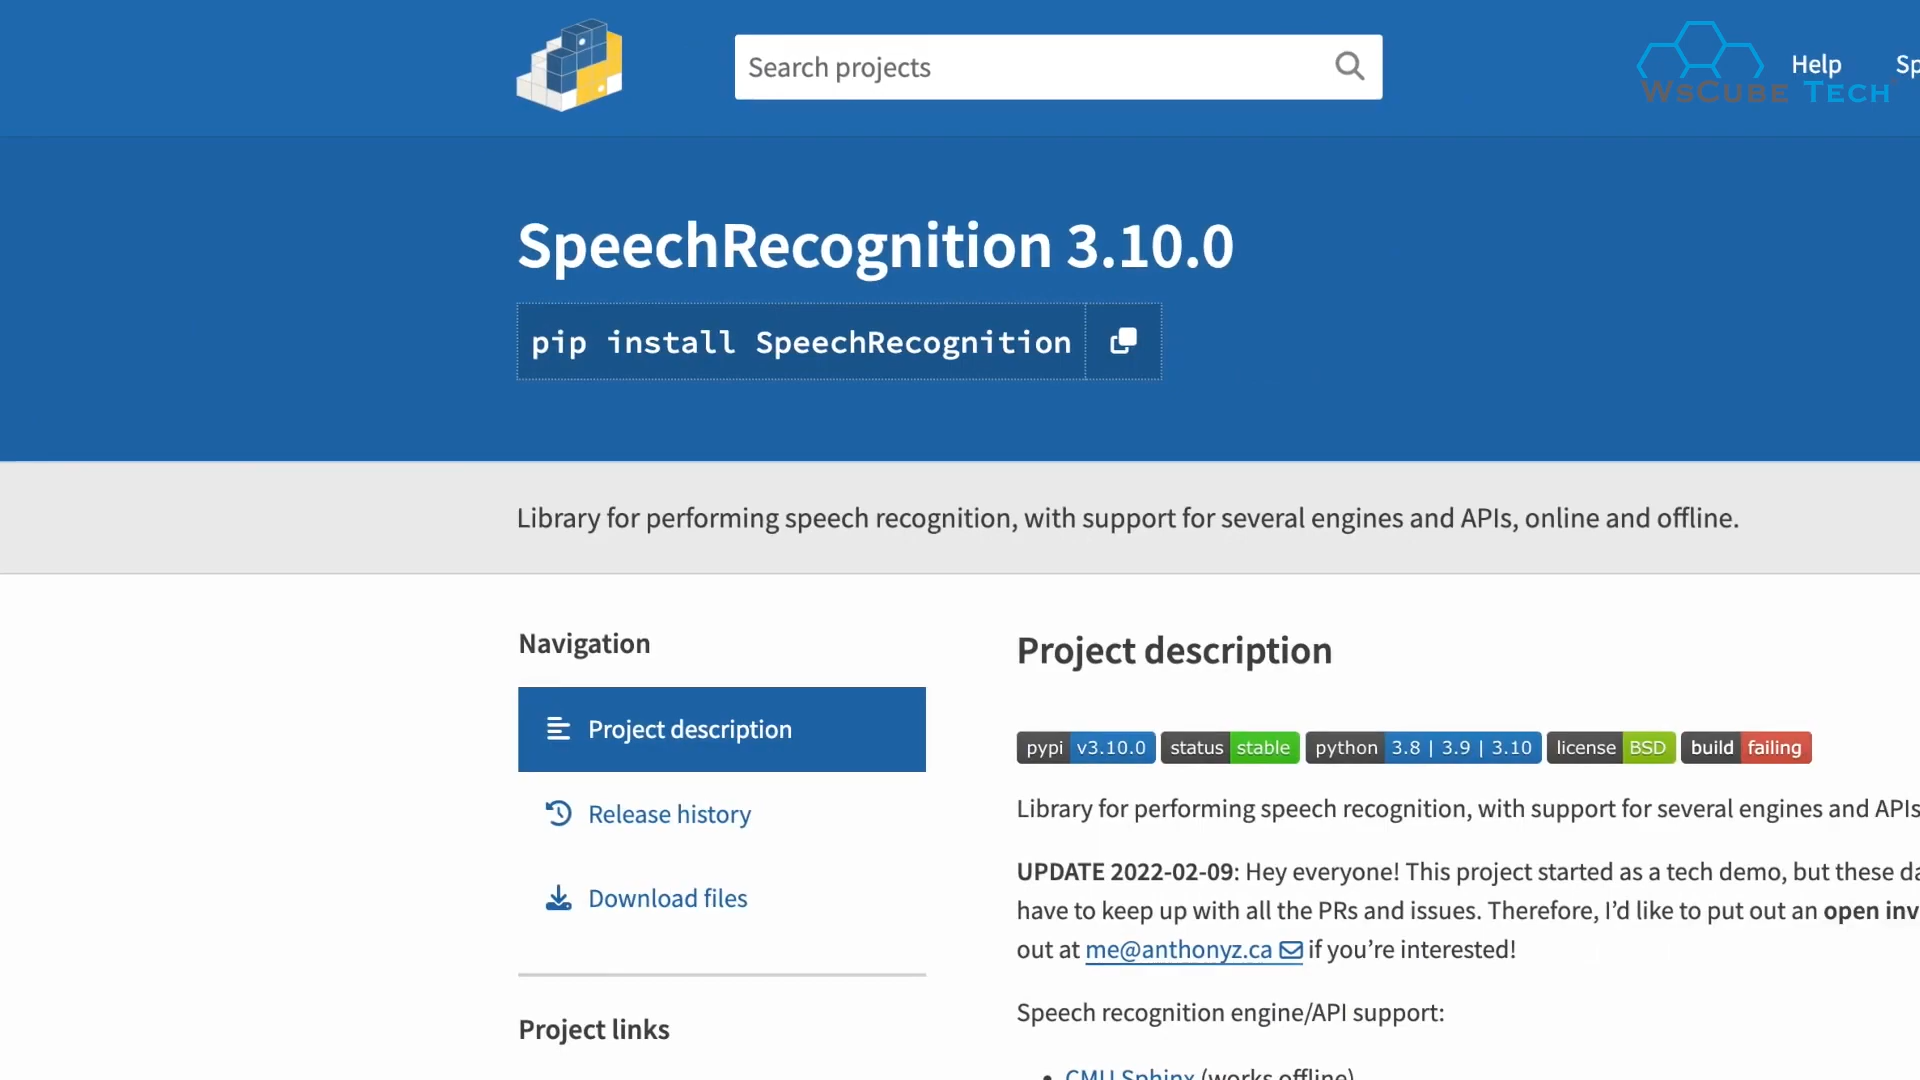 Search projects
Help
Sp
WsCube Tech
SpeechRecognition 3.10.0
pip install SpeechRecognition
Library for performing speech recognition, with support for several engines and APIs, online and offline.
Navigation
Project description
Release history
Download files
Project links
Project description
pypi v3.10.0 status stable python 3.8 | 3.9 | 3.10 license BSD build failing
Library for performing speech recognition, with support for several engines and APIs
UPDATE 2022-02-09: Hey everyone! This project started as a tech demo, but these da
have to keep up with all the PRs and issues. Therefore, I’d like to put out an open inv
out at me@anthonyz.ca if you’re interested!
Speech recognition engine/API support:
• CMU Sphinx (works offline)